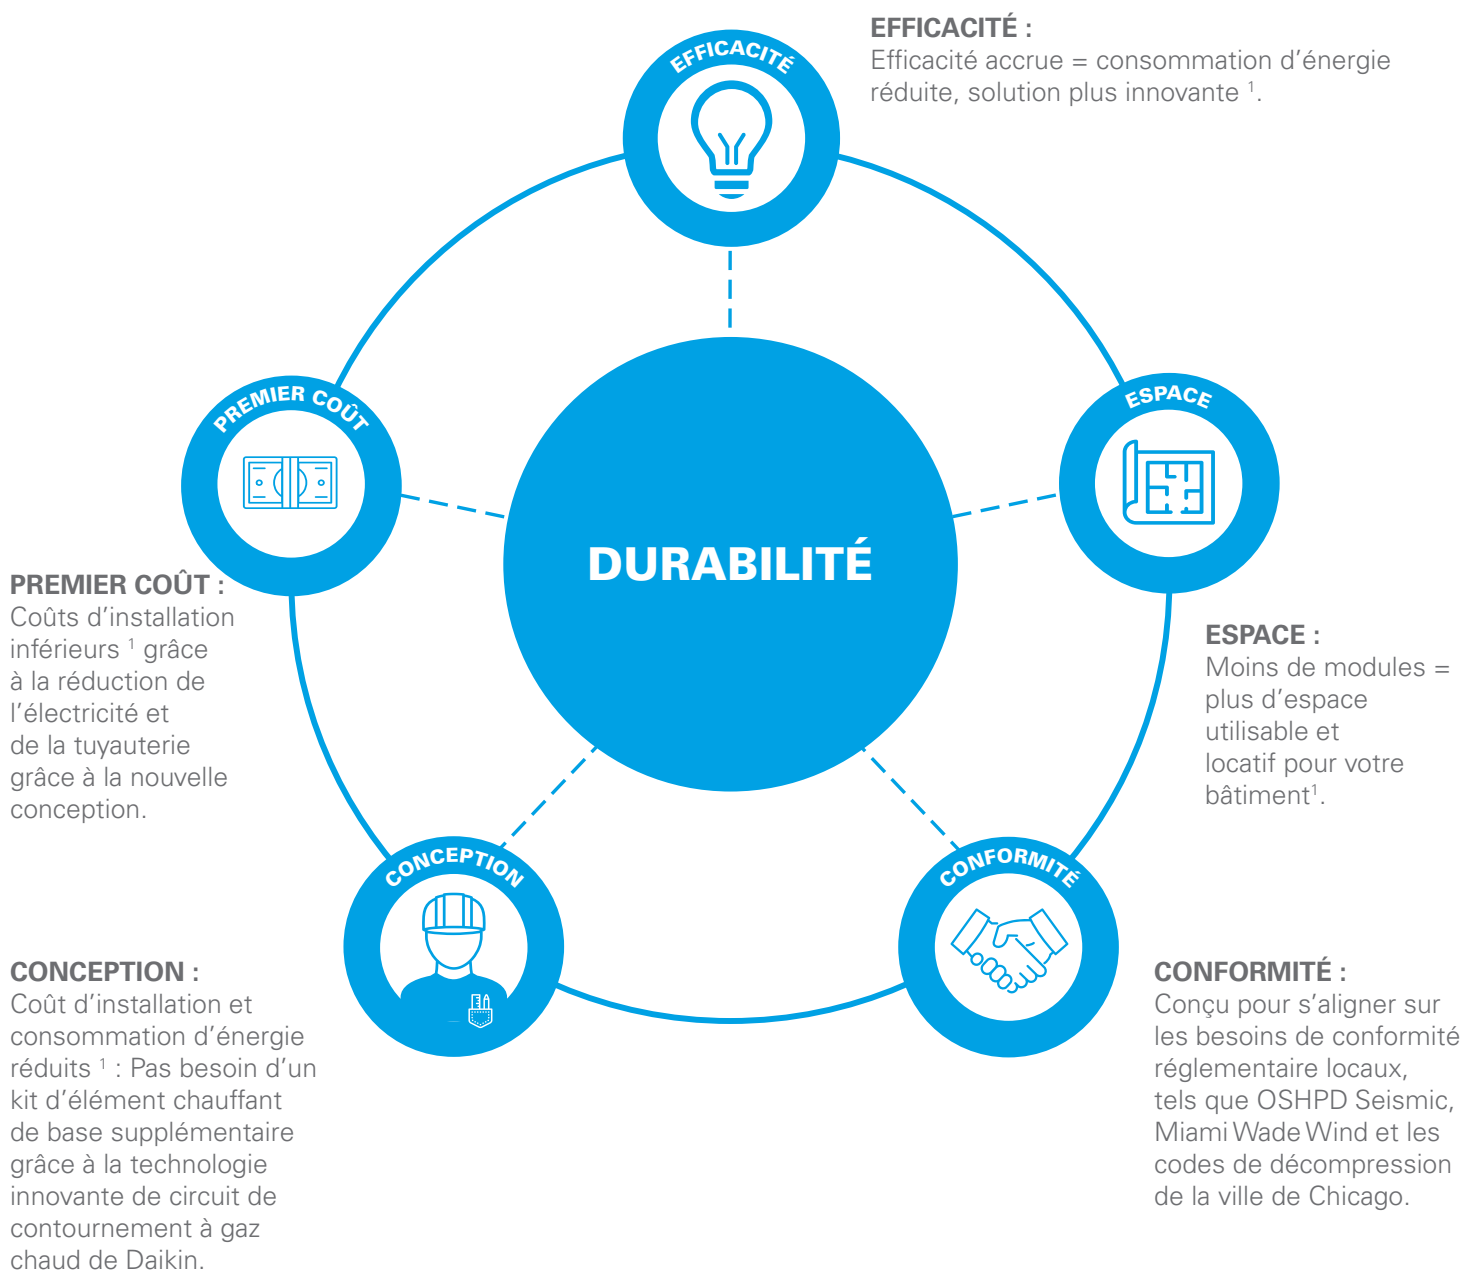 EFFICACITÉ
EFFICACITÉ :
Efficacité accrue = consommation d’énergie
réduite, solution plus innovante ¹.
PREMIER COÛT
ESPACE
DURABILITÉ
PREMIER COÛT :
Coûts d’installation
inférieurs ¹ grâce
à la réduction de
l’électricité et
de la tuyauterie
grâce à la nouvelle
conception.
ESPACE :
Moins de modules =
plus d’espace
utilisable et
locatif pour votre
bâtiment¹.
CONCEPTION
CONFORMITÉ
CONCEPTION :
Coût d’installation et
consommation d’énergie
réduits ¹ : Pas besoin d’un
kit d’élément chauffant
de base supplémentaire
grâce à la technologie
innovante de circuit de
contournement à gaz
chaud de Daikin.
CONFORMITÉ :
Conçu pour s’aligner sur
les besoins de conformité
réglementaire locaux,
tels que OSHPD Seismic,
Miami Wade Wind et les
codes de décompression
de la ville de Chicago.